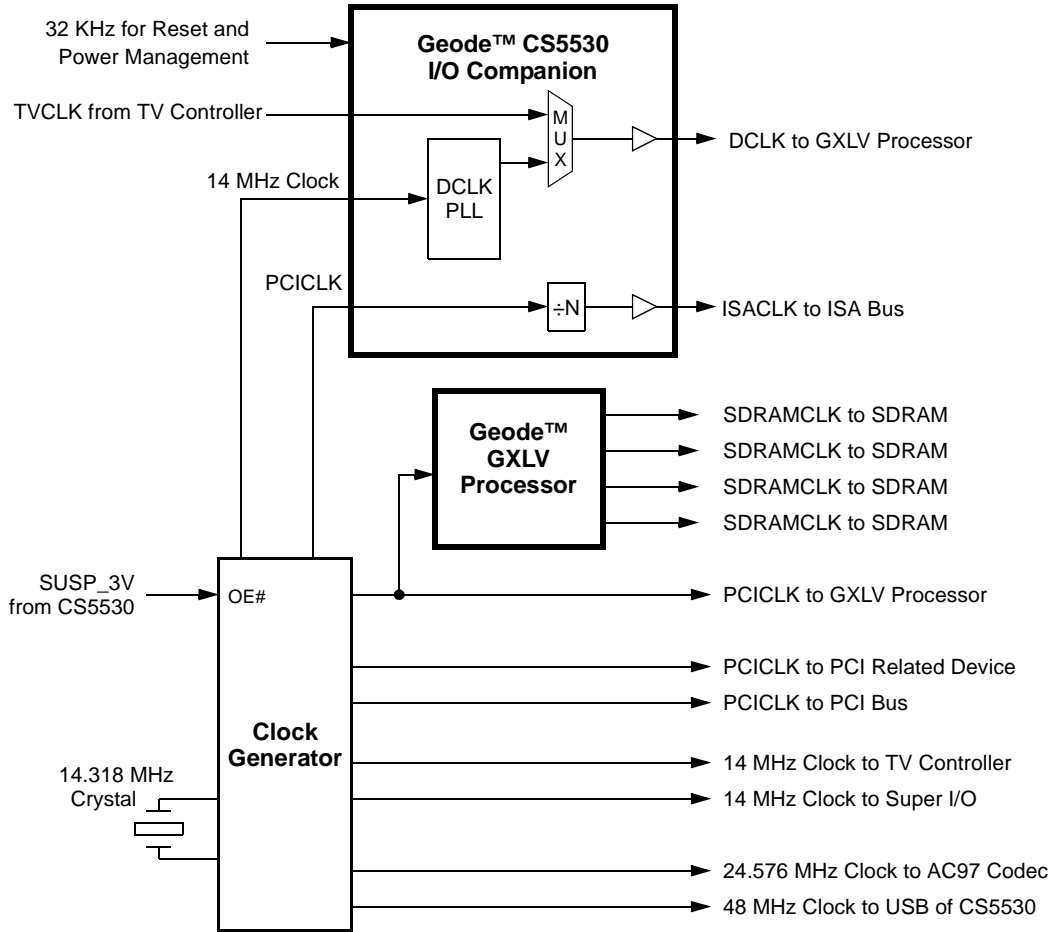 32 KHz for Reset and
Power Management
Geode™ CS5530
I/O Companion
TVCLK from TV Controller
M
U
X
DCLK to GXLV Processor
14 MHz Clock
DCLK
PLL
PCICLK
÷N
ISACLK to ISA Bus
Geode™
GXLV
Processor
SDRAMCLK to SDRAM
SDRAMCLK to SDRAM
SDRAMCLK to SDRAM
SDRAMCLK to SDRAM
SUSP_3V
from CS5530
OE#
PCICLK to GXLV Processor
PCICLK to PCI Related Device
PCICLK to PCI Bus
Clock
Generator
14.318 MHz
Crystal
14 MHz Clock to TV Controller
14 MHz Clock to Super I/O
24.576 MHz Clock to AC97 Codec
48 MHz Clock to USB of CS5530